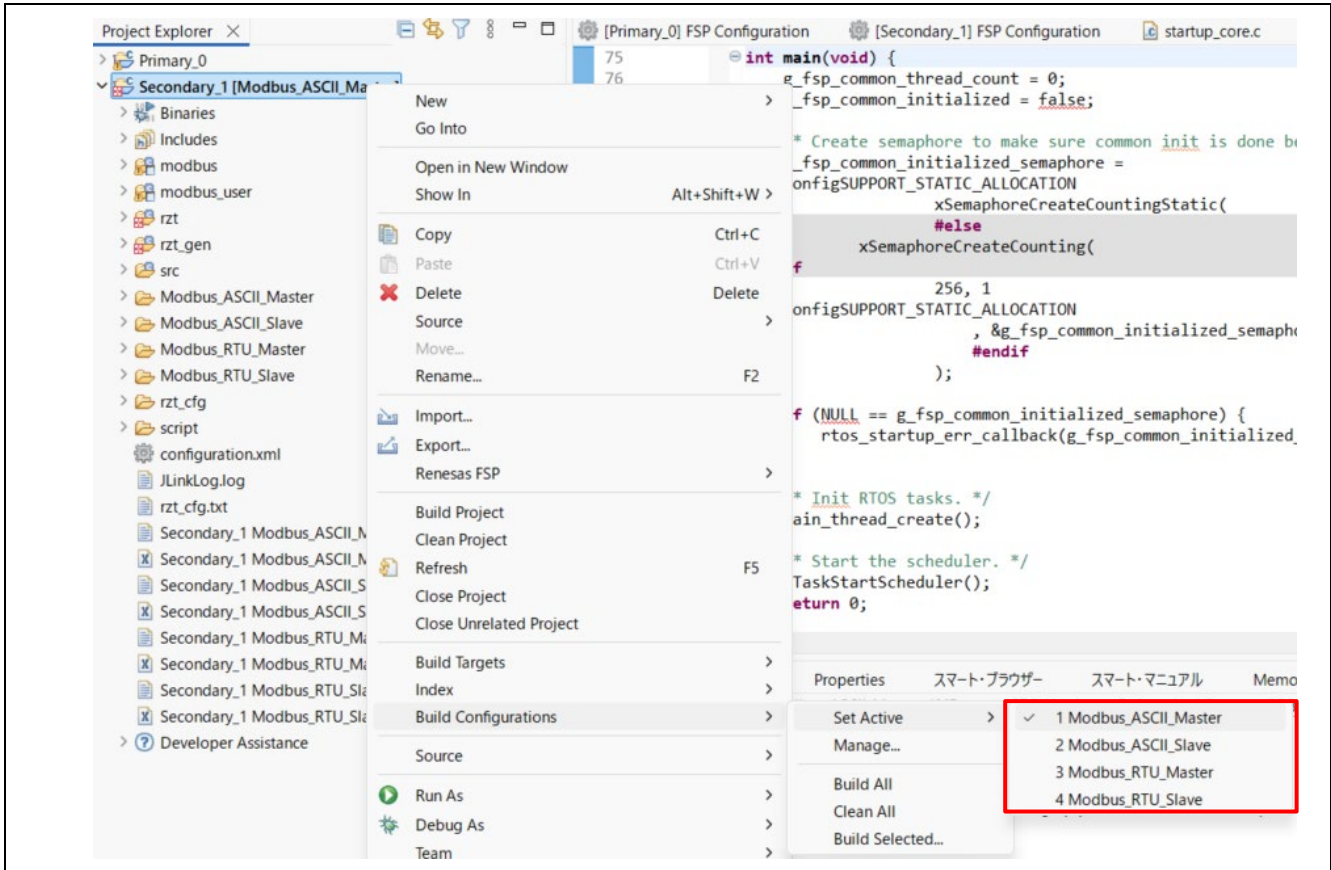 Project Explorer
Primary_0
Secondary_1 [Modbus_ASCII_Ma
Binaries
Includes
modbus
modbus_user
rzt
rzt_gen
src
Modbus_ASCII_Master
Modbus_ASCII_Slave
Modbus_RTU_Master
Modbus_RTU_Slave
rzt_cfg
script
configuration.xml
JLinkLog.log
rzt_cfg.txt
Secondary_1 Modbus_ASCII_M
Secondary_1 Modbus_ASCII_M
Secondary_1 Modbus_ASCII_S
Secondary_1 Modbus_ASCII_S
Secondary_1 Modbus_RTU_Ma
Secondary_1 Modbus_RTU_Ma
Secondary_1 Modbus_RTU_Sla
Secondary_1 Modbus_RTU_Sla
Developer Assistance
New
Go Into
Open in New Window
Show In Alt+Shift+W >
Copy Ctrl+C
Paste Ctrl+V
Delete Delete
Source
Move...
Rename... F2
Import...
Export...
Renesas FSP
Build Project
Clean Project
Refresh F5
Close Project
Close Unrelated Project
Build Targets
Index
Build Configurations
Source
Run As
Debug As
Team
[Primary_0] FSP Configuration [Secondary_1] FSP Configuration startup_core.c
75 int main(void) {
76 g_fsp_common_thread_count = 0;
_fsp_common_initialized = false;
* Create semaphore to make sure common init is done be
_fsp_common_initialized_semaphore =
onfigSUPPORT_STATIC_ALLOCATION
xSemaphoreCreateCountingStatic(
#else
xSemaphoreCreateCounting(
f
256, 1
onfigSUPPORT_STATIC_ALLOCATION
, &g_fsp_common_initialized_semapho
#endif
);
f (NULL == g_fsp_common_initialized_semaphore) {
rtos_startup_err_callback(g_fsp_common_initialized_
* Init RTOS tasks. */
ain_thread_create();
* Start the scheduler. */
TaskStartScheduler();
eturn 0;
Properties スマート・ブラウザー スマート・マニュアル Memo
Set Active
Manage...
Build All
Clean All
Build Selected...
1 Modbus_ASCII_Master
2 Modbus_ASCII_Slave
3 Modbus_RTU_Master
4 Modbus_RTU_Slave